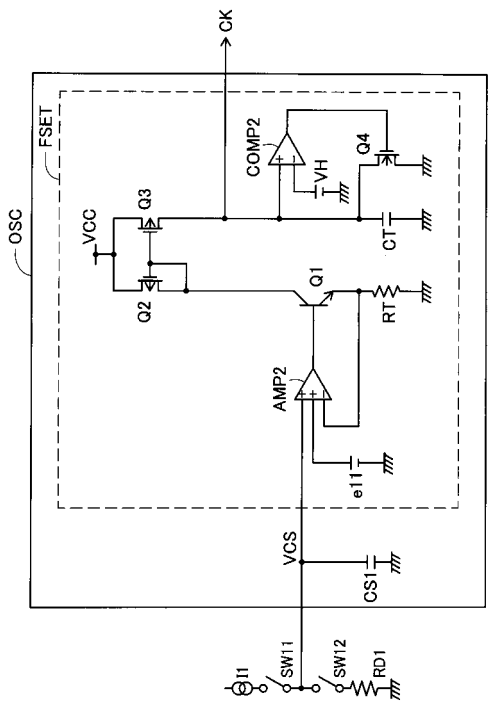 OSC
FSET
CK
VCC
Q2
Q3
COMP2
+
−
VH
Q4
CT
Q1
RT
AMP2
+
+
−
e11
VCS
CS1
I1
SW11
SW12
RD1